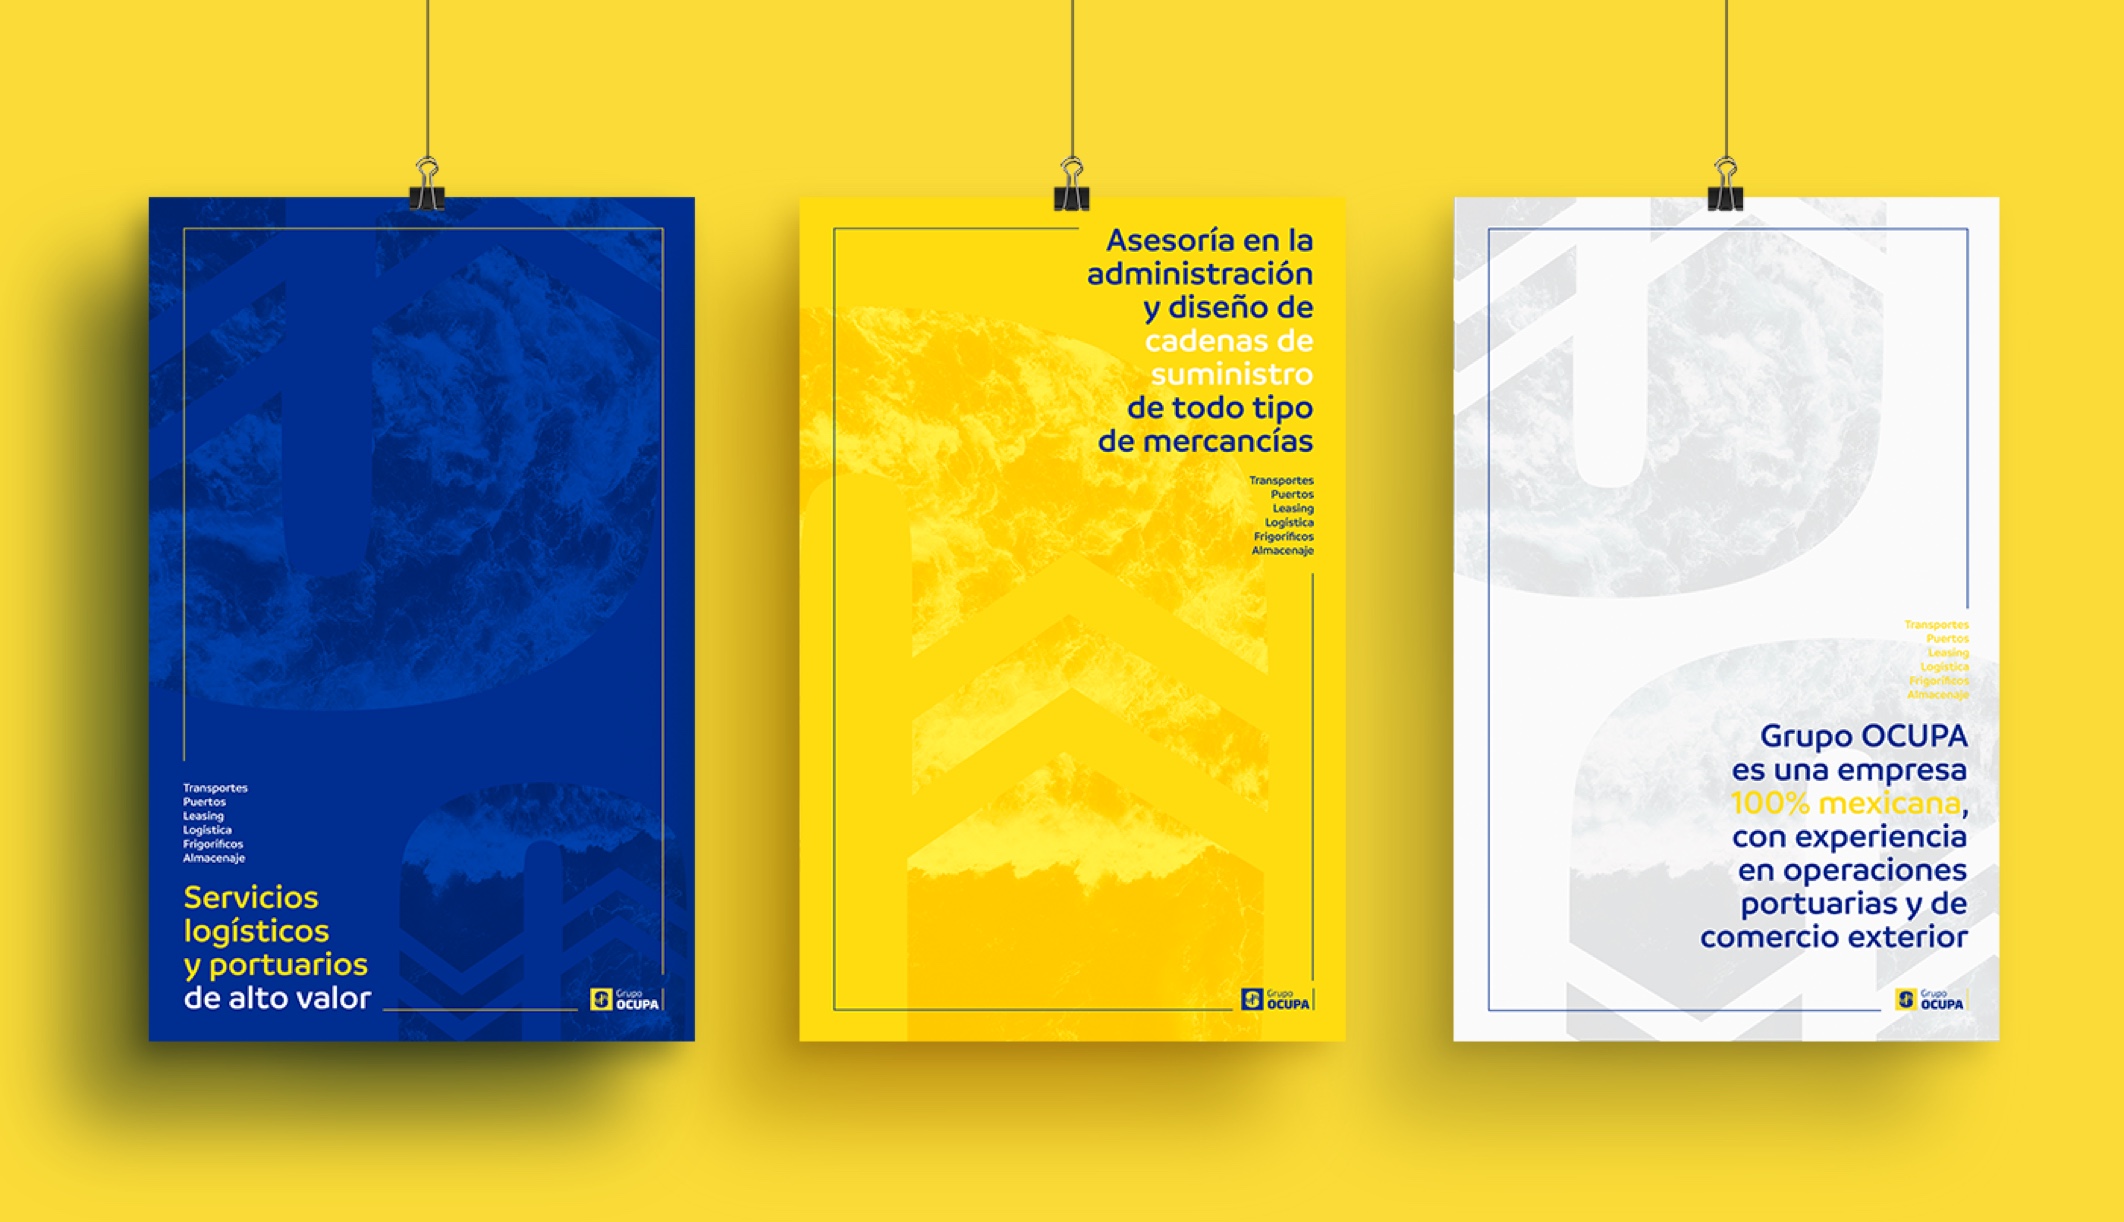 Transportes
Puertos
Leasing
Logística
Frigoríficos
Almacenaje
Servicios
logísticos
y portuarios
de alto valor
Grupo
OCUPA
Asesoría en la
administración
y diseño de
cadenas de
suministro
de todo tipo
de mercancías
Transportes
Puertos
Leasing
Logística
Frigoríficos
Almacenaje
Grupo
OCUPA
Transportes
Puertos
Leasing
Logística
Frigoríficos
Almacenaje
Grupo OCUPA
es una empresa
100% mexicana,
con experiencia
en operaciones
portuarias y de
comercio exterior
Grupo
OCUPA